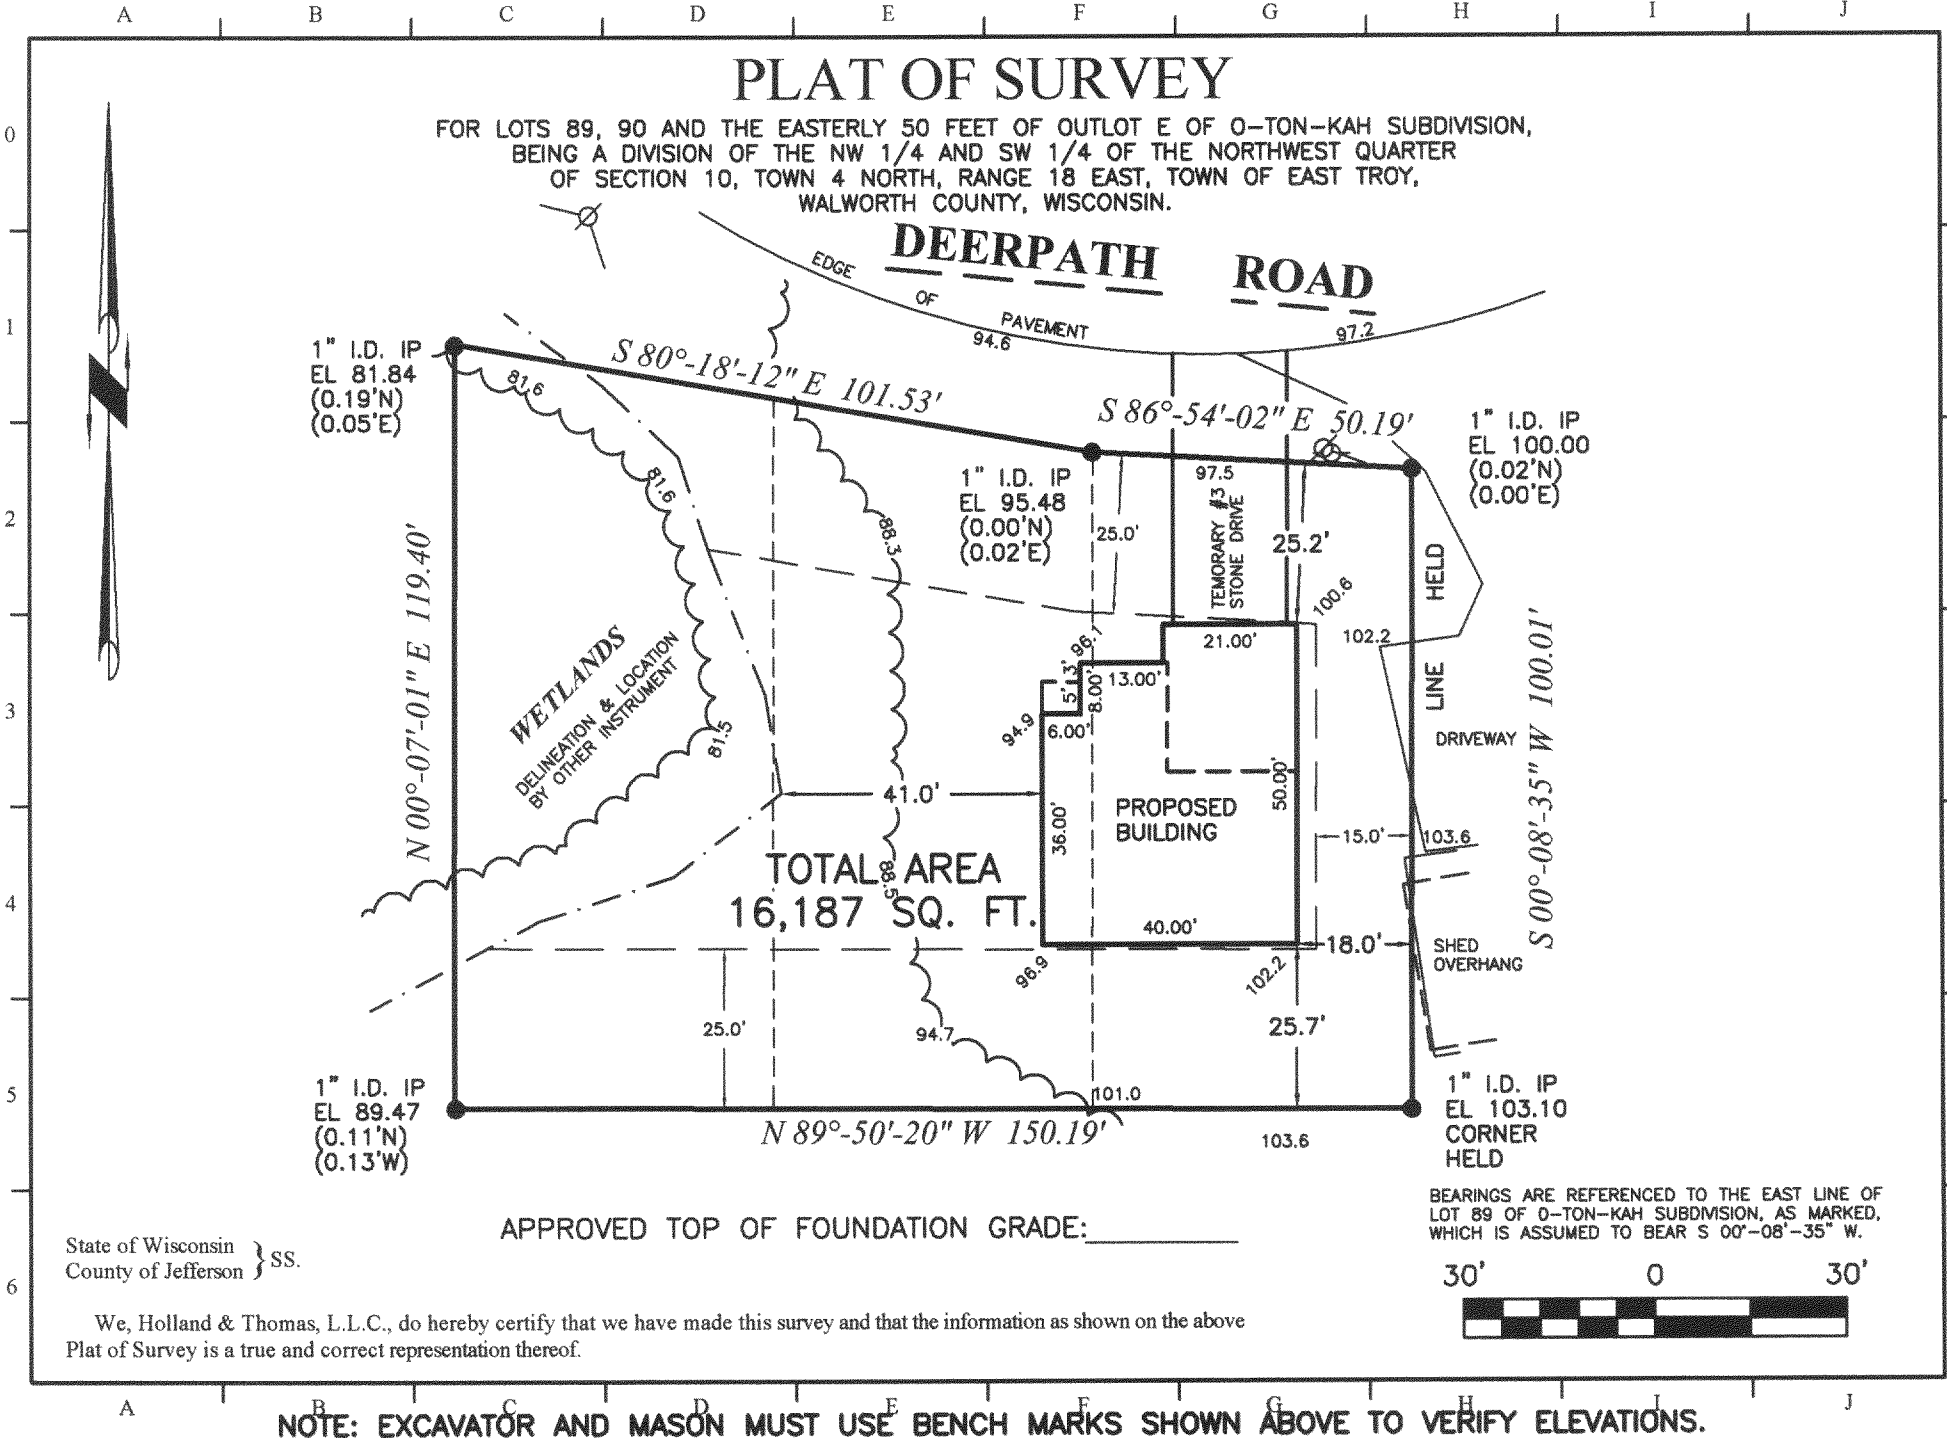 A B C D E F G H I J
PLAT OF SURVEY
FOR LOTS 89, 90 AND THE EASTERLY 50 FEET OF OUTLOT E OF O-TON-KAH SUBDIVISION,
BEING A DIVISION OF THE NW 1/4 AND SW 1/4 OF THE NORTHWEST QUARTER
OF SECTION 10, TOWN 4 NORTH, RANGE 18 EAST, TOWN OF EAST TROY,
WALWORTH COUNTY, WISCONSIN.
0
1
2
3
4
5
6
DEERPATH ROAD
EDGE
OF
PAVEMENT
94.6
97.2
1" I.D. IP
EL 81.84
(0.19'N)
(0.05'E)
S 80°-18'-12" E 101.53'
S 86°-54'-02" E 50.19'
1" I.D. IP
EL 100.00
(0.02'N)
(0.00'E)
1" I.D. IP
EL 95.48
(0.00'N)
(0.02'E)
81.6
81.6
81.5
88.3
88.5
94.7
97.5
25.0'
TEMORARY #3
STONE DRIVE
25.2'
100.6
HELD
LINE
102.2
N 00°-07'-01" E 119.40'
WETLANDS
DELINEATION & LOCATION
BY OTHER INSTRUMENT
96.1
21.00'
13.00'
3'
5'
8.00'
6.00'
94.9
DRIVEWAY
S 00°-08'-35" W 100.01'
41.0'
36.00'
PROPOSED
BUILDING
50.00'
15.0'
103.6
TOTAL AREA
16,187 SQ. FT.
40.00'
18.0'
SHED
OVERHANG
96.9
102.2
25.0'
25.7'
101.0
1" I.D. IP
EL 89.47
(0.11'N)
(0.13'W)
N 89°-50'-20" W 150.19'
103.6
1" I.D. IP
EL 103.10
CORNER
HELD
BEARINGS ARE REFERENCED TO THE EAST LINE OF
LOT 89 OF O-TON-KAH SUBDIVISION, AS MARKED,
WHICH IS ASSUMED TO BEAR S 00°-08'-35" W.
APPROVED TOP OF FOUNDATION GRADE:
State of Wisconsin
County of Jefferson } SS.
30' 0 30'
We, Holland & Thomas, L.L.C., do hereby certify that we have made this survey and that the information as shown on the above
Plat of Survey is a true and correct representation thereof.
A B C D E F G H I J
NOTE: EXCAVATOR AND MASON MUST USE BENCH MARKS SHOWN ABOVE TO VERIFY ELEVATIONS.